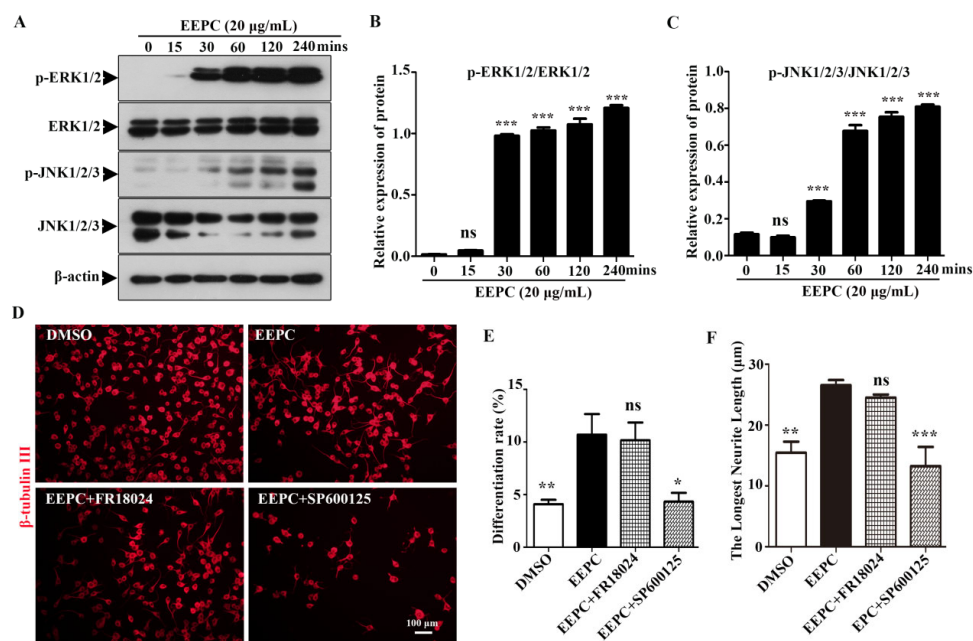 A
EEPC (20 μg/mL)
0 15 30 60 120 240 mins
p-ERK1/2
ERK1/2
p-JNK1/2/3
JNK1/2/3
β-actin
B
p-ERK1/2/ERK1/2
Relative expression of protein
1.5
1.0
0.5
0.0
ns
***
***
***
***
0 15 30 60 120 240 mins
EEPC (20 μg/mL)
C
p-JNK1/2/3/JNK1/2/3
Relative expression of protein
1.0
0.8
0.6
0.4
0.2
0.0
ns
***
***
***
***
0 15 30 60 120 240 mins
EEPC (20 μg/mL)
D
β-tubulin III
DMSO
EEPC
EEPC+FR18024
EEPC+SP600125
100 μm
E
Differentiation rate (%)
15
10
5
0
**
ns
*
DMSO
EEPC
EEPC+FR18024
EEPC+SP600125
F
The Longest Neurite Length (μm)
30
20
10
0
**
ns
***
DMSO
EEPC
EEPC+FR18024
EPC+SP600125